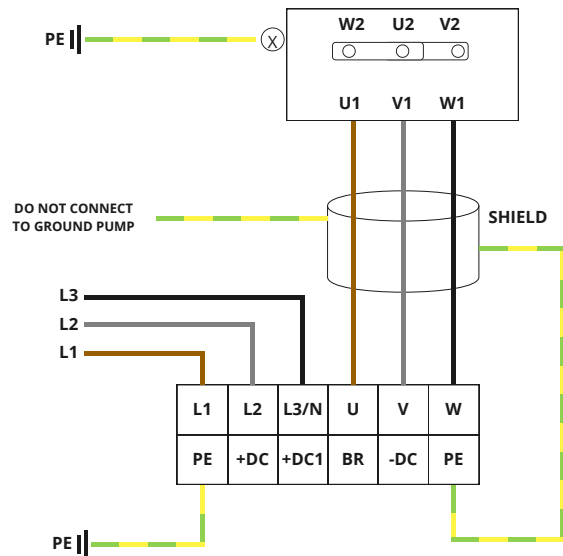 W2 U2 V2
PE
X
U1 V1 W1
DO NOT CONNECT
TO GROUND PUMP
SHIELD
L3
L2
L1
L1 L2 L3/N U V W
PE +DC +DC1 BR -DC PE
PE